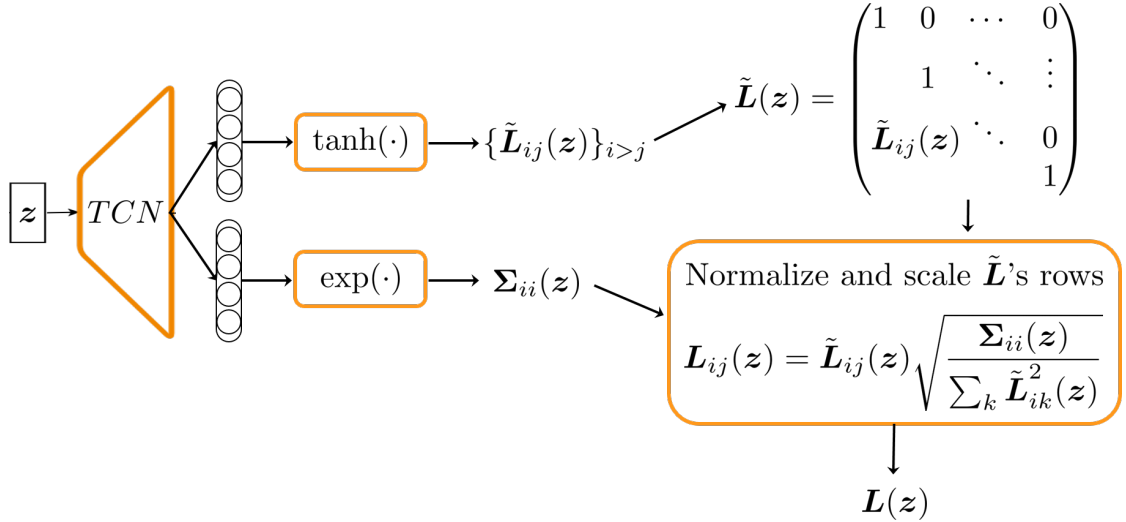 z
TCN
tanh(·)
{L̃ᵢⱼ(z)}ᵢ>ⱼ
L̃(z) =
1 0 ⋯ 0
1 ⋱ ⋮
L̃ᵢⱼ(z) ⋱ 0
1
exp(·)
Σᵢᵢ(z)
Normalize and scale L̃'s rows
Lᵢⱼ(z) = L̃ᵢⱼ(z) √(Σᵢᵢ(z) / ∑ₖ L̃²ᵢₖ(z))
L(z)